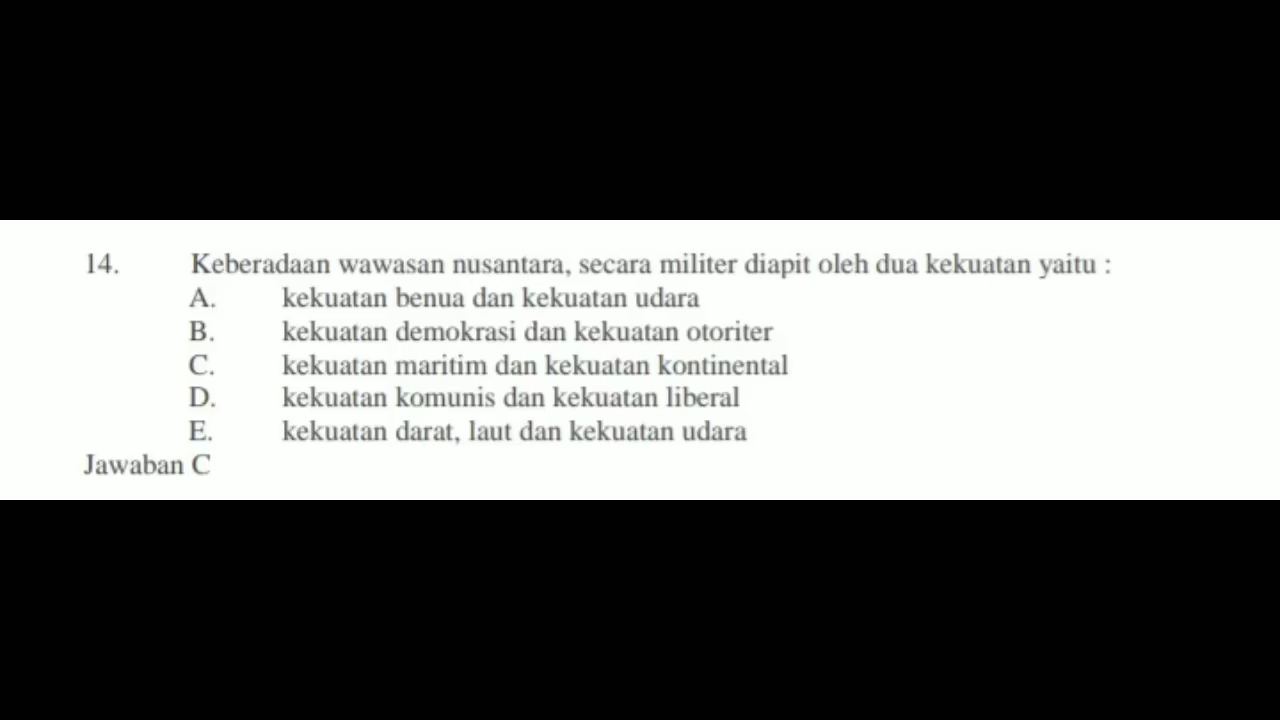 14. Keberadaan wawasan nusantara, secara militer diapit oleh dua kekuatan yaitu :
A. kekuatan benua dan kekuatan udara
B. kekuatan demokrasi dan kekuatan otoriter
C. kekuatan maritim dan kekuatan kontinental
D. kekuatan komunis dan kekuatan liberal
E. kekuatan darat, laut dan kekuatan udara
Jawaban C